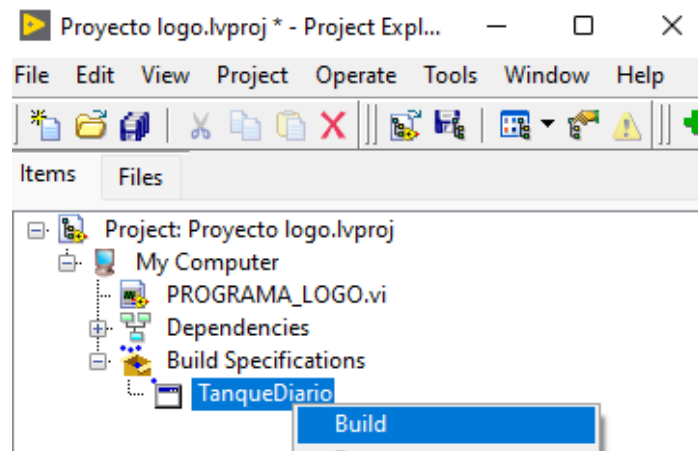 Proyecto logo.lvproj * - Project Expl...
File Edit View Project Operate Tools Window Help
Items Files
Project: Proyecto logo.lvproj
My Computer
PROGRAMA_LOGO.vi
Dependencies
Build Specifications
TanqueDiario
Build